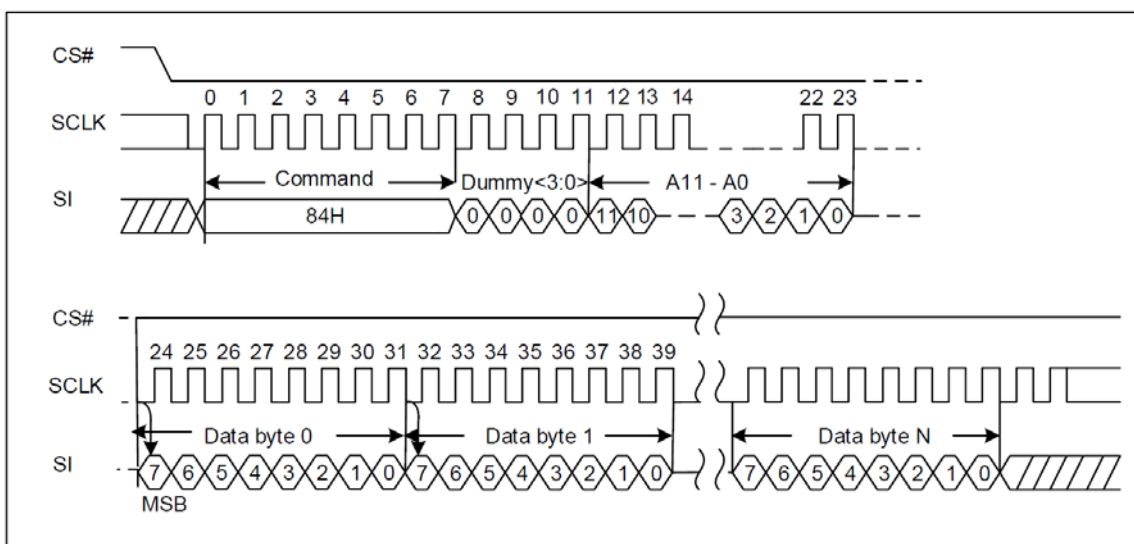 CS#
0 1 2 3 4 5 6 7 8 9 10 11 12 13 14 22 23
SCLK
Command Dummy<3:0> A11 - A0
SI
84H 0 0 0 0 11 10 3 2 1 0
CS#
24 25 26 27 28 29 30 31 32 33 34 35 36 37 38 39
SCLK
Data byte 0 Data byte 1 Data byte N
SI
7 6 5 4 3 2 1 0 7 6 5 4 3 2 1 0 7 6 5 4 3 2 1 0
MSB